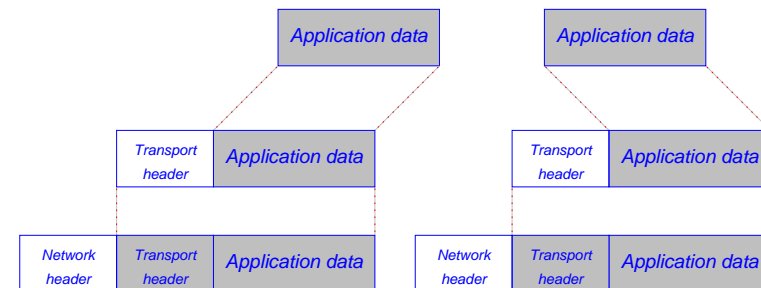 Application data
Application data
Transport
header
Application data
Transport
header
Application data
Network
header
Transport
header
Application data
Network
header
Transport
header
Application data